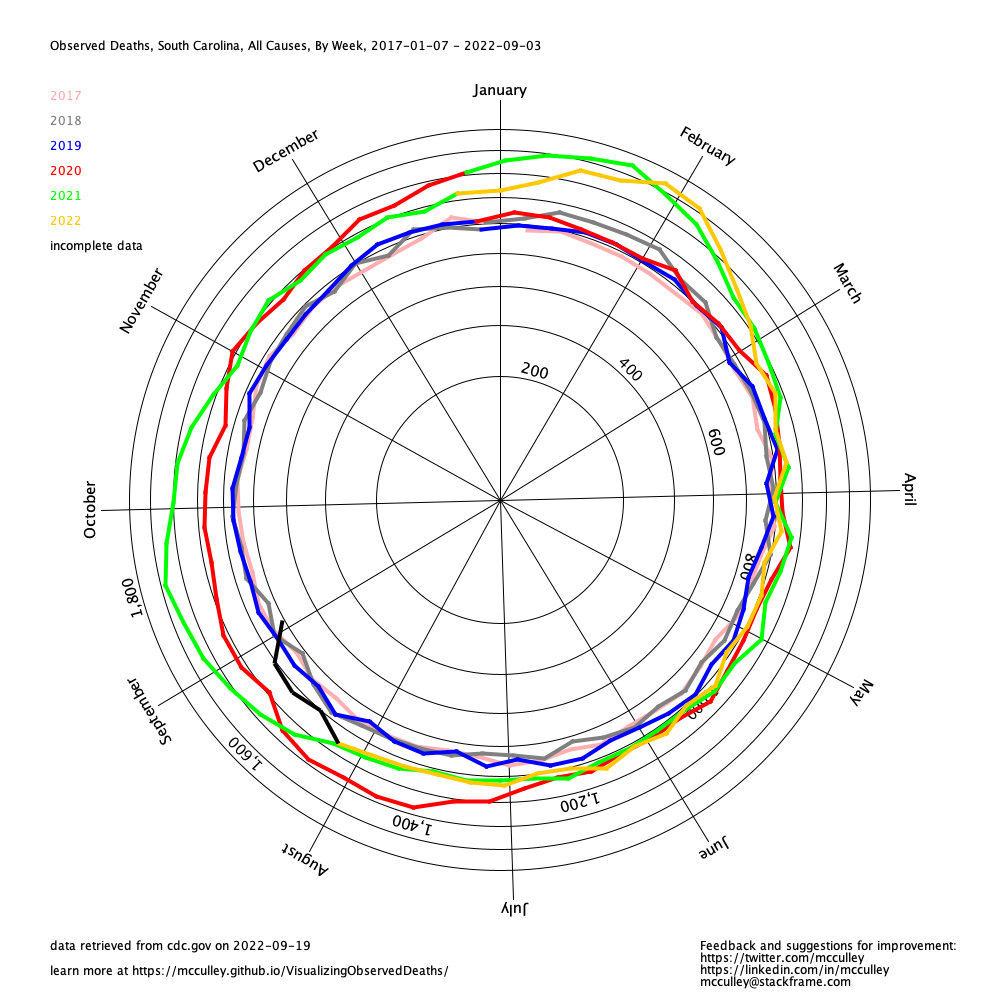 Observed Deaths, South Carolina, All Causes, By Week, 2017-01-07 - 2022-09-03
January
2017
2018
2019
2020
2021
2022
incomplete data
December
February
November
March
200
400
600
October
April
800
1,800
September
May
1,600
1,400
1,200
August
June
July
data retrieved from cdc.gov on 2022-09-19
learn more at https://mcculley.github.io/VisualizingObservedDeaths/
Feedback and suggestions for improvement:
https://twitter.com/mcculley
https://linkedin.com/in/mcculley
mcculley@stackframe.com